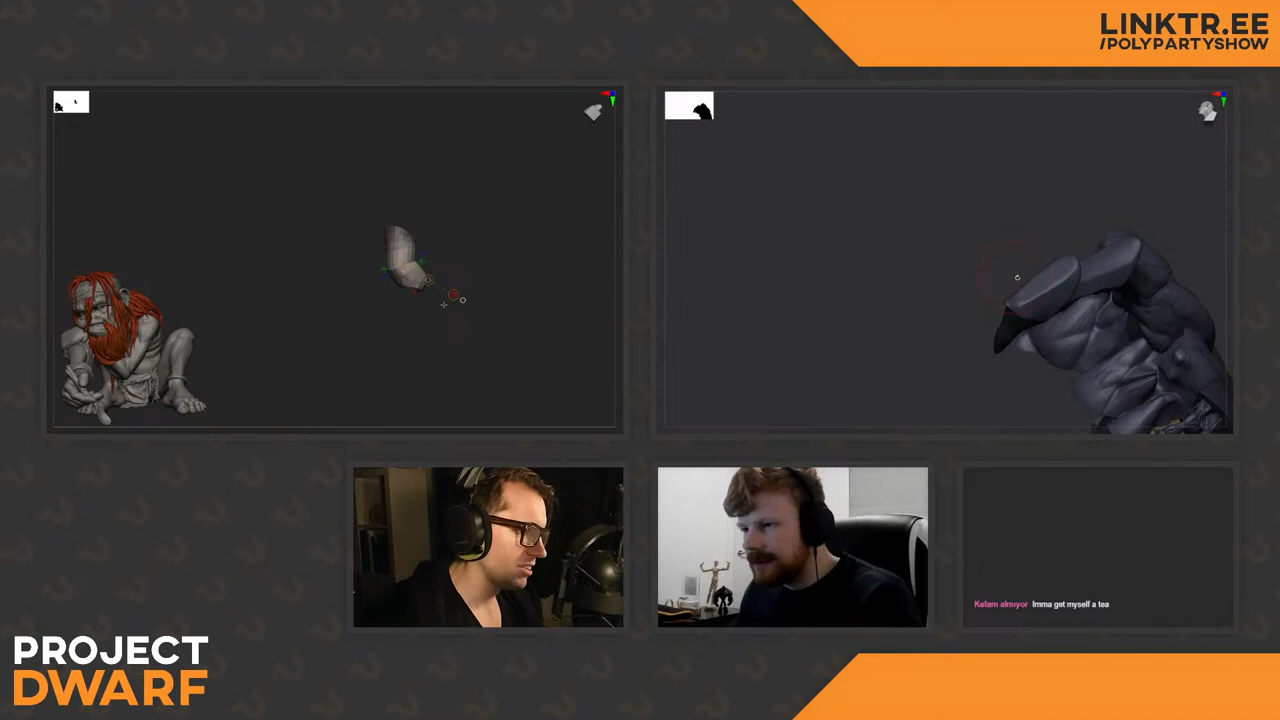 LINKTR.EE
/POLYPARTYSHOW
Kafam almıyor Imma get myself a tea
PROJECT
DWARF